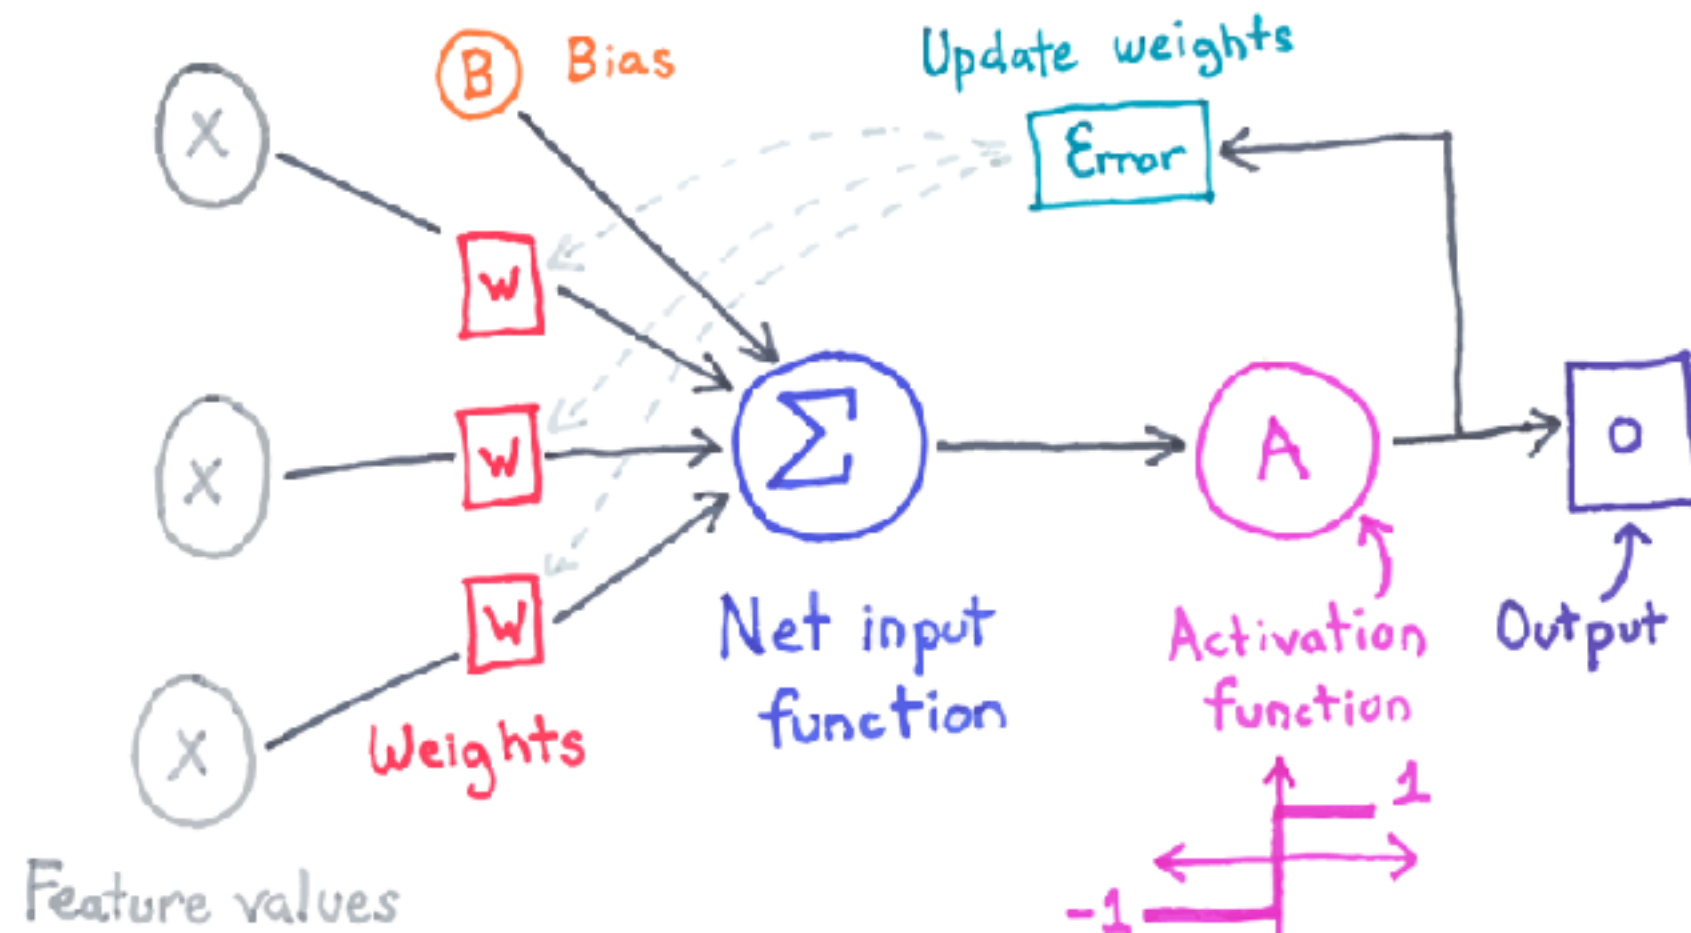 B Bias
Update weights
X
Error
W
X
W
Σ
A
O
W
Net input
function
Activation
function
Output
X
Weights
1
-1
Feature values